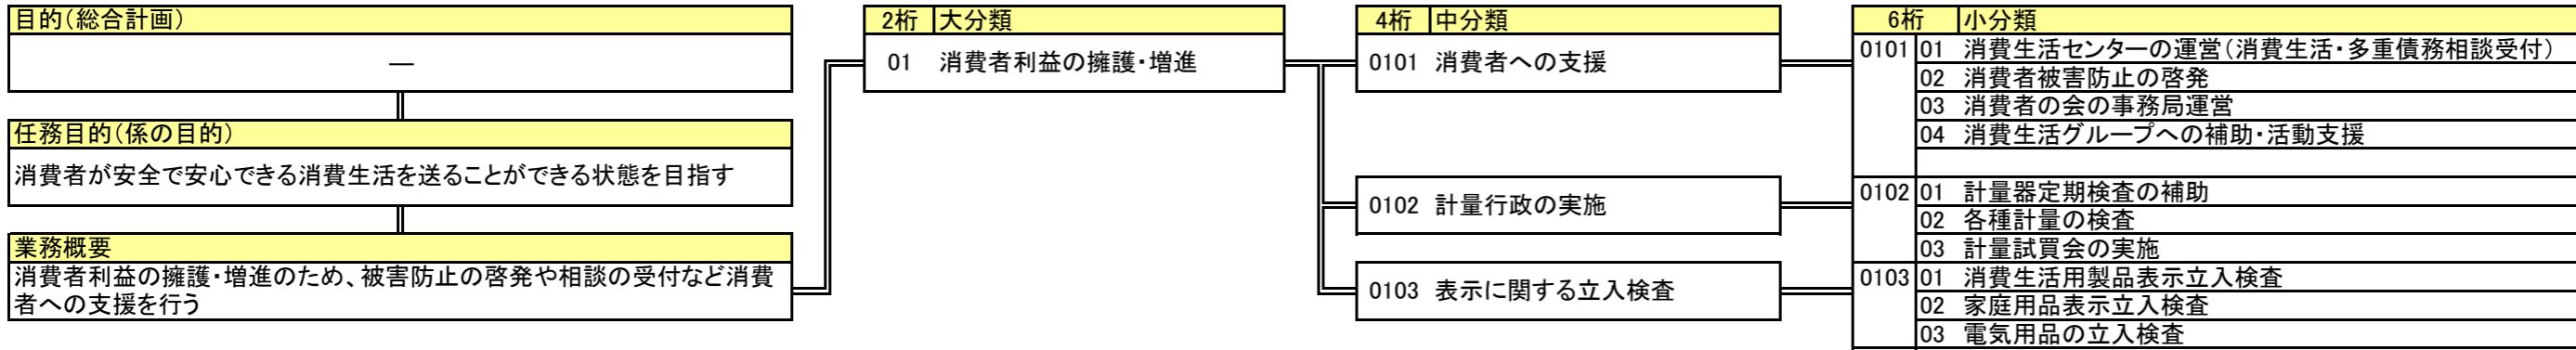 目的(総合計画)
―
任務目的(係の目的)
消費者が安全で安心できる消費生活を送ることができる状態を目指す
業務概要
消費者利益の擁護・増進のため、被害防止の啓発や相談の受付など消費
者への支援を行う
2桁 大分類
01 消費者利益の擁護・増進
4桁 中分類
0101 消費者への支援
0102 計量行政の実施
0103 表示に関する立入検査
6桁 小分類
0101 01 消費生活センターの運営(消費生活・多重債務相談受付)
02 消費者被害防止の啓発
03 消費者の会の事務局運営
04 消費生活グループへの補助・活動支援
0102 01 計量器定期検査の補助
02 各種計量の検査
03 計量試買会の実施
0103 01 消費生活用製品表示立入検査
02 家庭用品表示立入検査
03 電気用品の立入検査